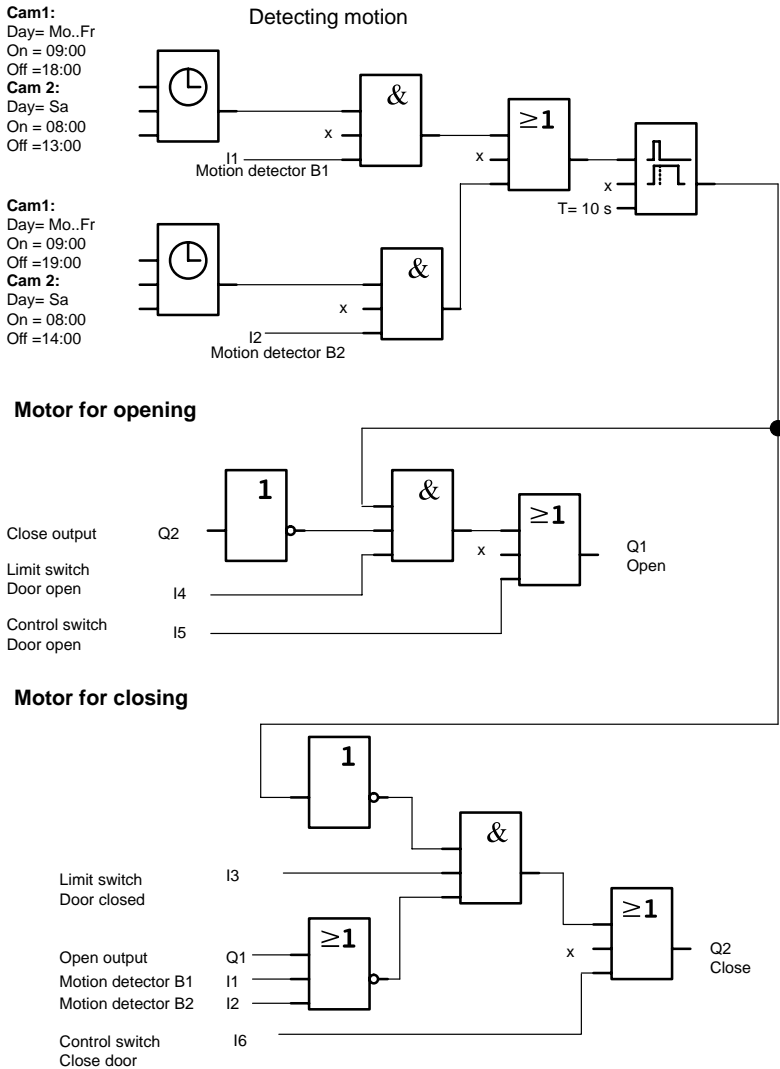 Cam1:
Day= Mo..Fr
On = 09:00
Off =18:00
Cam 2:
Day= Sa
On = 08:00
Off =13:00
Detecting motion
&
x
I1
Motion detector B1
≥1
x
x
T= 10 s
Cam1:
Day= Mo..Fr
On = 09:00
Off =19:00
Cam 2:
Day= Sa
On = 08:00
Off =14:00
&
x
I2
Motion detector B2
Motor for opening
1
&
≥1
Close output Q2
x
Q1
Open
Limit switch
Door open I4
Control switch
Door open I5
Motor for closing
1
&
Limit switch
Door closed I3
≥1
≥1
Open output Q1
Motion detector B1 I1
Motion detector B2 I2
x
Q2
Close
Control switch
Close door I6